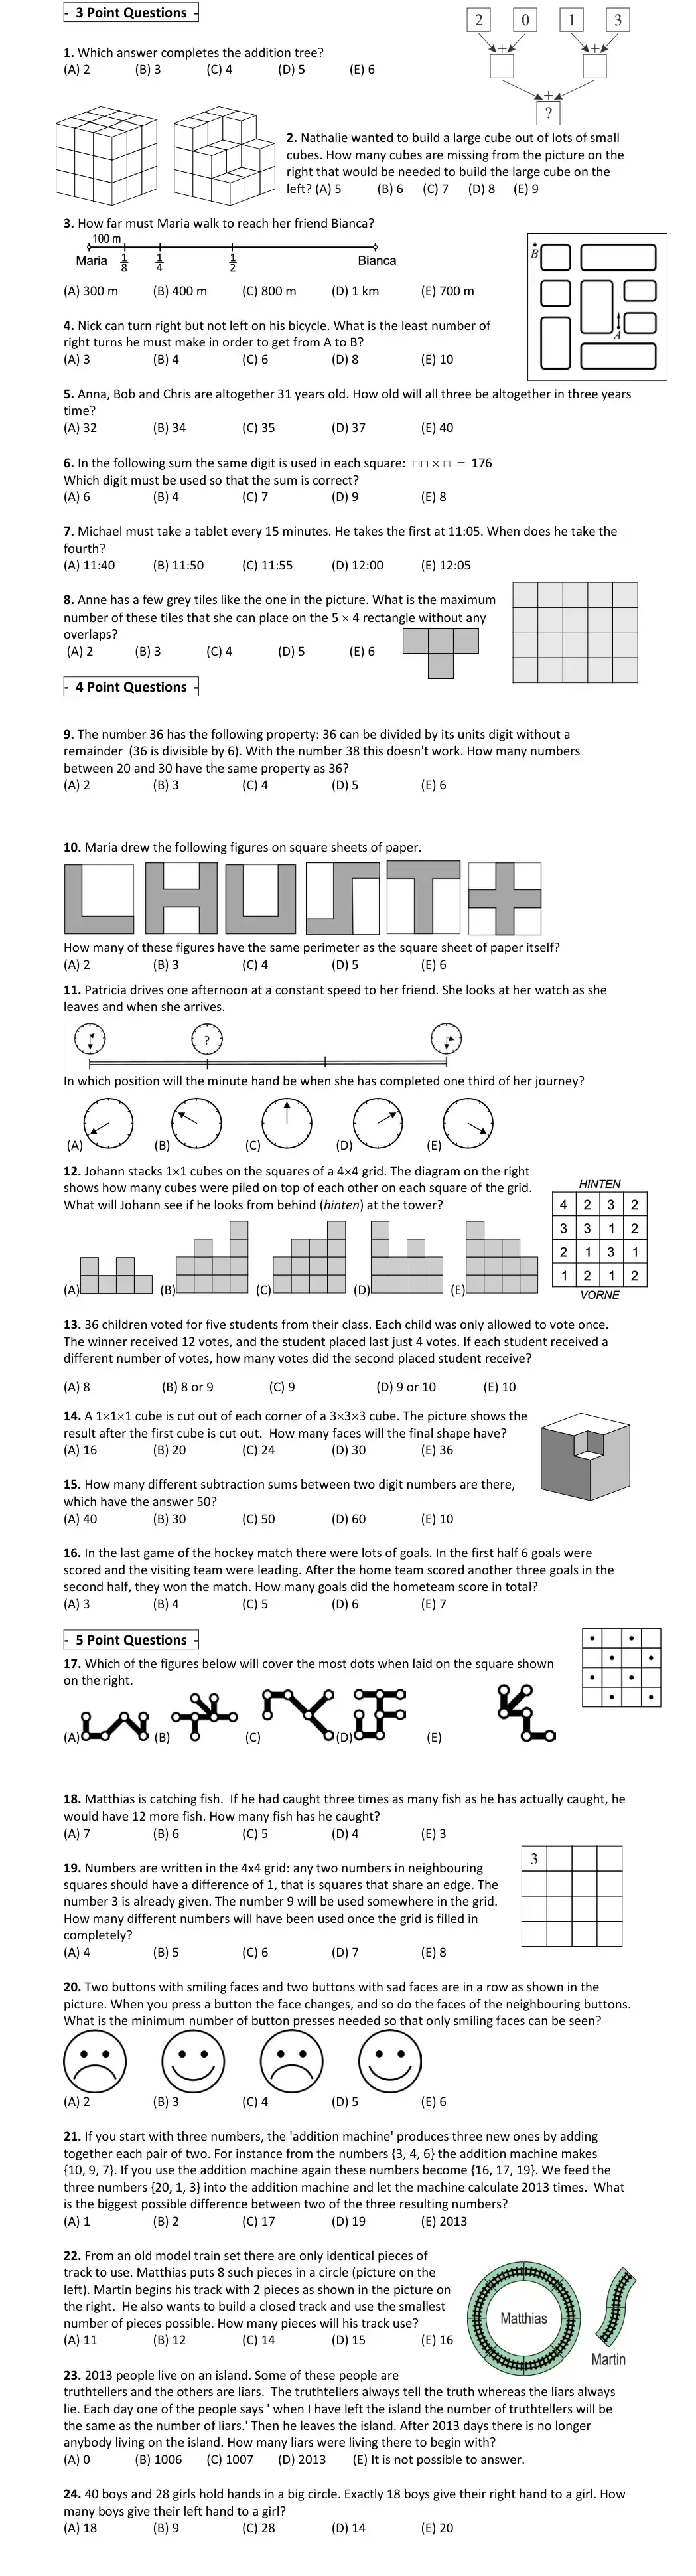 - 3 Point Questions -
2 0 1 3
+ +
+
?
1. Which answer completes the addition tree?
(A) 2 (B) 3 (C) 4 (D) 5 (E) 6
2. Nathalie wanted to build a large cube out of lots of small
cubes. How many cubes are missing from the picture on the
right that would be needed to build the large cube on the
left? (A) 5 (B) 6 (C) 7 (D) 8 (E) 9
3. How far must Maria walk to reach her friend Bianca?
100 m
Maria 1/8 1/4 1/2 Bianca
(A) 300 m (B) 400 m (C) 800 m (D) 1 km (E) 700 m
B
A
4. Nick can turn right but not left on his bicycle. What is the least number of
right turns he must make in order to get from A to B?
(A) 3 (B) 4 (C) 6 (D) 8 (E) 10
5. Anna, Bob and Chris are altogether 31 years old. How old will all three be altogether in three years
time?
(A) 32 (B) 34 (C) 35 (D) 37 (E) 40
6. In the following sum the same digit is used in each square: □□ × □ = 176
Which digit must be used so that the sum is correct?
(A) 6 (B) 4 (C) 7 (D) 9 (E) 8
7. Michael must take a tablet every 15 minutes. He takes the first at 11:05. When does he take the
fourth?
(A) 11:40 (B) 11:50 (C) 11:55 (D) 12:00 (E) 12:05
8. Anne has a few grey tiles like the one in the picture. What is the maximum
number of these tiles that she can place on the 5 × 4 rectangle without any
overlaps?
(A) 2 (B) 3 (C) 4 (D) 5 (E) 6
- 4 Point Questions -
9. The number 36 has the following property: 36 can be divided by its units digit without a
remainder (36 is divisible by 6). With the number 38 this doesn't work. How many numbers
between 20 and 30 have the same property as 36?
(A) 2 (B) 3 (C) 4 (D) 5 (E) 6
10. Maria drew the following figures on square sheets of paper.
How many of these figures have the same perimeter as the square sheet of paper itself?
(A) 2 (B) 3 (C) 4 (D) 5 (E) 6
11. Patricia drives one afternoon at a constant speed to her friend. She looks at her watch as she
leaves and when she arrives.
?
In which position will the minute hand be when she has completed one third of her journey?
(A) (B) (C) (D) (E)
12. Johann stacks 1×1 cubes on the squares of a 4×4 grid. The diagram on the right
shows how many cubes were piled on top of each other on each square of the grid.
What will Johann see if he looks from behind (hinten) at the tower?
HINTEN
4 2 3 2
3 3 1 2
2 1 3 1
1 2 1 2
VORNE
(A) (B) (C) (D) (E)
13. 36 children voted for five students from their class. Each child was only allowed to vote once.
The winner received 12 votes, and the student placed last just 4 votes. If each student received a
different number of votes, how many votes did the second placed student receive?
(A) 8 (B) 8 or 9 (C) 9 (D) 9 or 10 (E) 10
14. A 1×1×1 cube is cut out of each corner of a 3×3×3 cube. The picture shows the
result after the first cube is cut out. How many faces will the final shape have?
(A) 16 (B) 20 (C) 24 (D) 30 (E) 36
15. How many different subtraction sums between two digit numbers are there,
which have the answer 50?
(A) 40 (B) 30 (C) 50 (D) 60 (E) 10
16. In the last game of the hockey match there were lots of goals. In the first half 6 goals were
scored and the visiting team were leading. After the home team scored another three goals in the
second half, they won the match. How many goals did the hometeam score in total?
(A) 3 (B) 4 (C) 5 (D) 6 (E) 7
- 5 Point Questions -
17. Which of the figures below will cover the most dots when laid on the square shown
on the right.
(A) (B) (C) (D) (E)
18. Matthias is catching fish. If he had caught three times as many fish as he has actually caught, he
would have 12 more fish. How many fish has he caught?
(A) 7 (B) 6 (C) 5 (D) 4 (E) 3
3
19. Numbers are written in the 4x4 grid: any two numbers in neighbouring
squares should have a difference of 1, that is squares that share an edge. The
number 3 is already given. The number 9 will be used somewhere in the grid.
How many different numbers will have been used once the grid is filled in
completely?
(A) 4 (B) 5 (C) 6 (D) 7 (E) 8
20. Two buttons with smiling faces and two buttons with sad faces are in a row as shown in the
picture. When you press a button the face changes, and so do the faces of the neighbouring buttons.
What is the minimum number of button presses needed so that only smiling faces can be seen?
(A) 2 (B) 3 (C) 4 (D) 5 (E) 6
21. If you start with three numbers, the 'addition machine' produces three new ones by adding
together each pair of two. For instance from the numbers {3, 4, 6} the addition machine makes
{10, 9, 7}. If you use the addition machine again these numbers become {16, 17, 19}. We feed the
three numbers {20, 1, 3} into the addition machine and let the machine calculate 2013 times. What
is the biggest possible difference between two of the three resulting numbers?
(A) 1 (B) 2 (C) 17 (D) 19 (E) 2013
22. From an old model train set there are only identical pieces of
track to use. Matthias puts 8 such pieces in a circle (picture on the
left). Martin begins his track with 2 pieces as shown in the picture on
the right. He also wants to build a closed track and use the smallest
number of pieces possible. How many pieces will his track use?
(A) 11 (B) 12 (C) 14 (D) 15 (E) 16
Matthias
Martin
23. 2013 people live on an island. Some of these people are
truthtellers and the others are liars. The truthtellers always tell the truth whereas the liars always
lie. Each day one of the people says ' when I have left the island the number of truthtellers will be
the same as the number of liars.' Then he leaves the island. After 2013 days there is no longer
anybody living on the island. How many liars were living there to begin with?
(A) 0 (B) 1006 (C) 1007 (D) 2013 (E) It is not possible to answer.
24. 40 boys and 28 girls hold hands in a big circle. Exactly 18 boys give their right hand to a girl. How
many boys give their left hand to a girl?
(A) 18 (B) 9 (C) 28 (D) 14 (E) 20